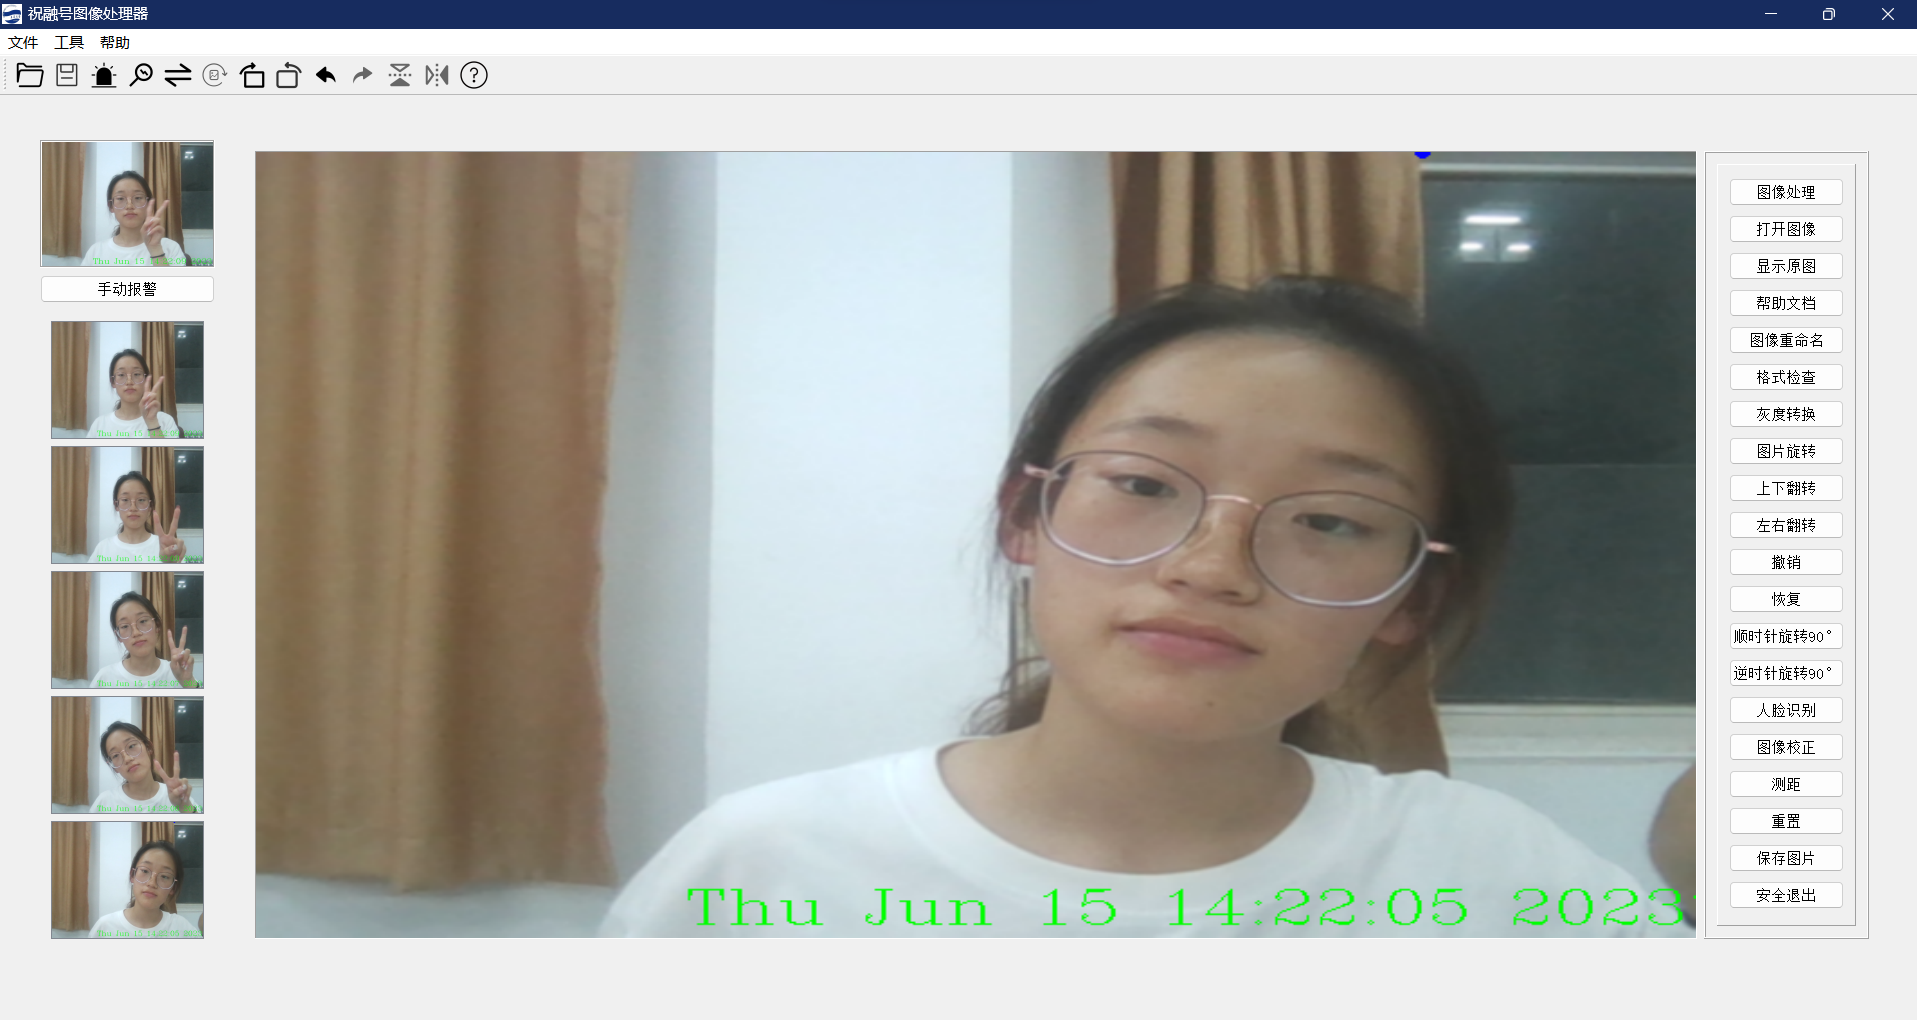 祝融号图像处理器
文件 工具 帮助
手动报警
Thu Jun 15 14:22:05 2023
图像处理
打开图像
显示原图
帮助文档
图像重命名
格式检查
灰度转换
图片旋转
上下翻转
左右翻转
撤销
恢复
顺时针旋转90°
逆时针旋转90°
人脸识别
图像校正
测距
重置
保存图片
安全退出